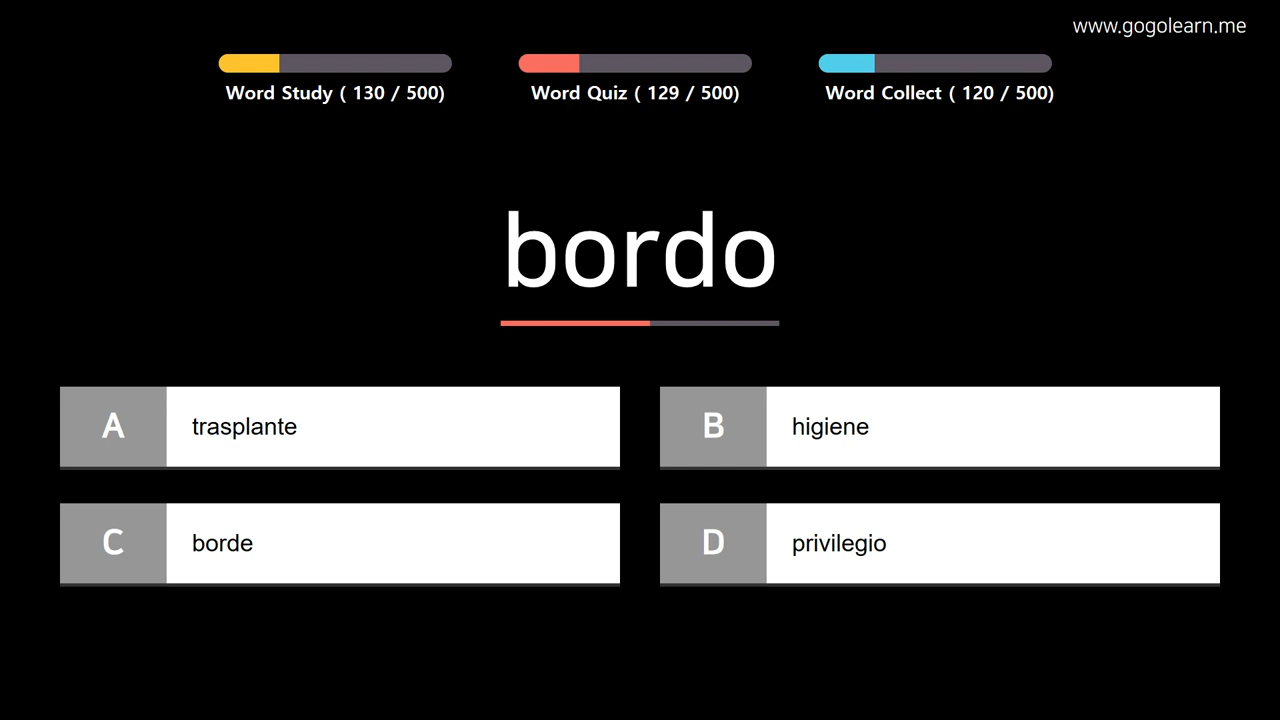 www.gogolearn.me
Word Study ( 130 / 500)
Word Quiz ( 129 / 500)
Word Collect ( 120 / 500)
bordo
A
trasplante
B
higiene
C
borde
D
privilegio